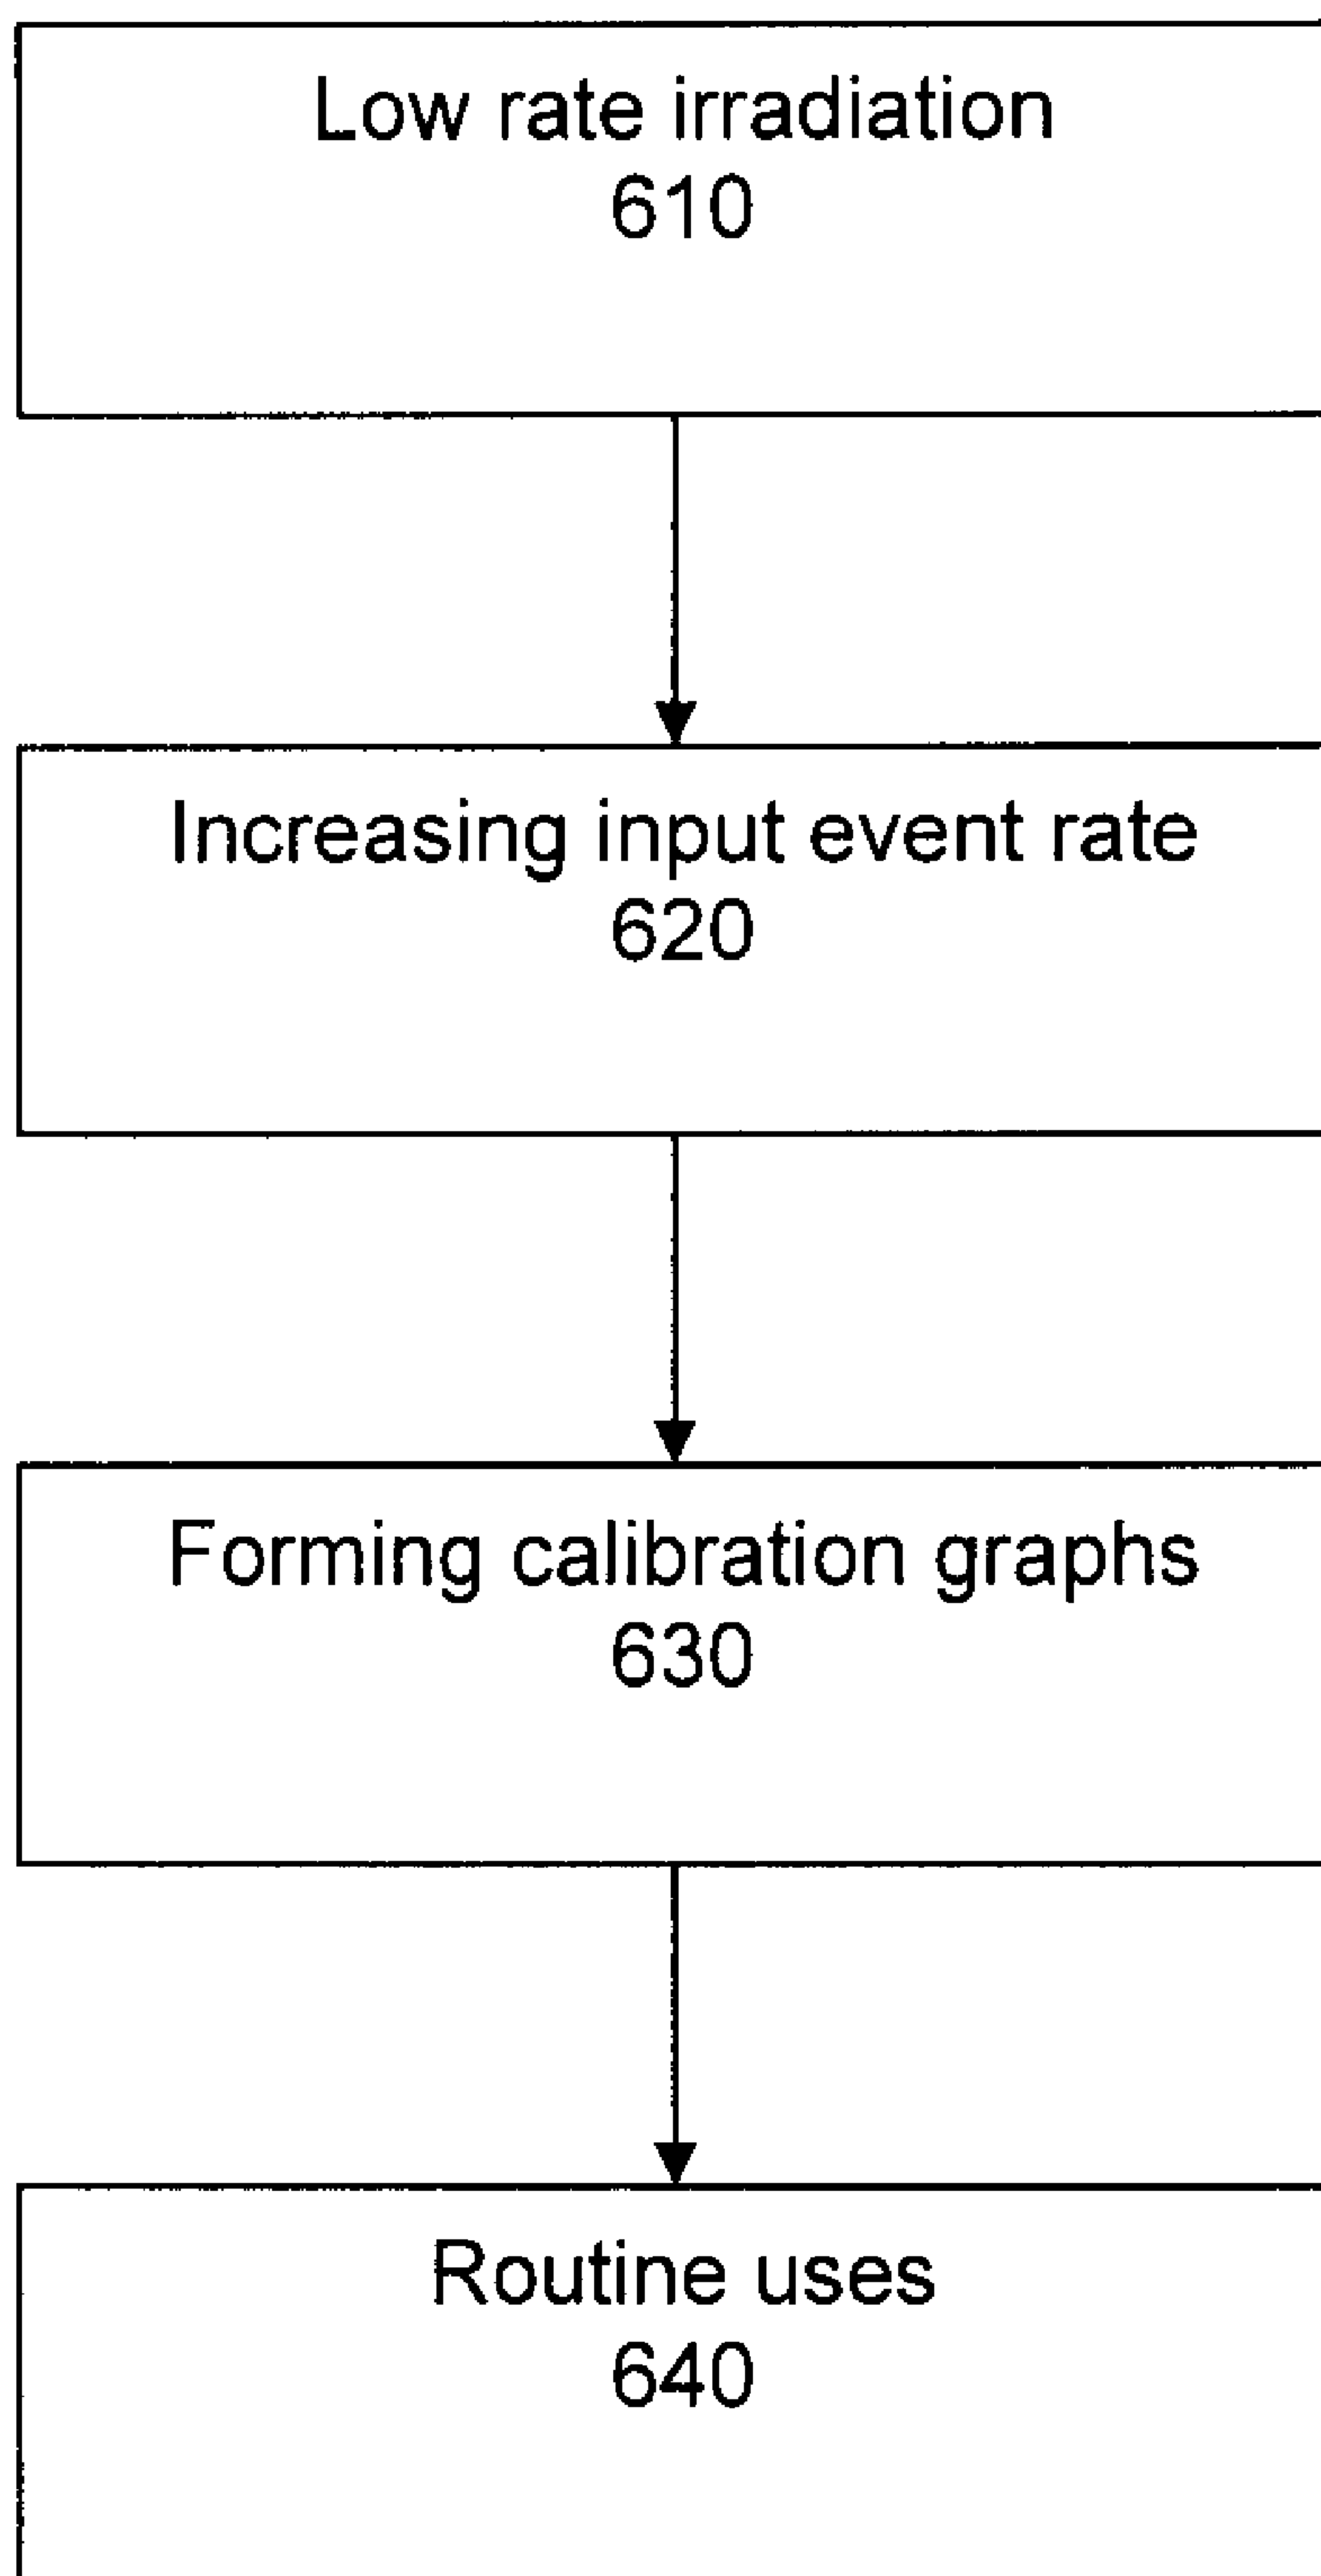 Low rate irradiation
610
Increasing input event rate
620
Forming calibration graphs
630
Routine uses
640